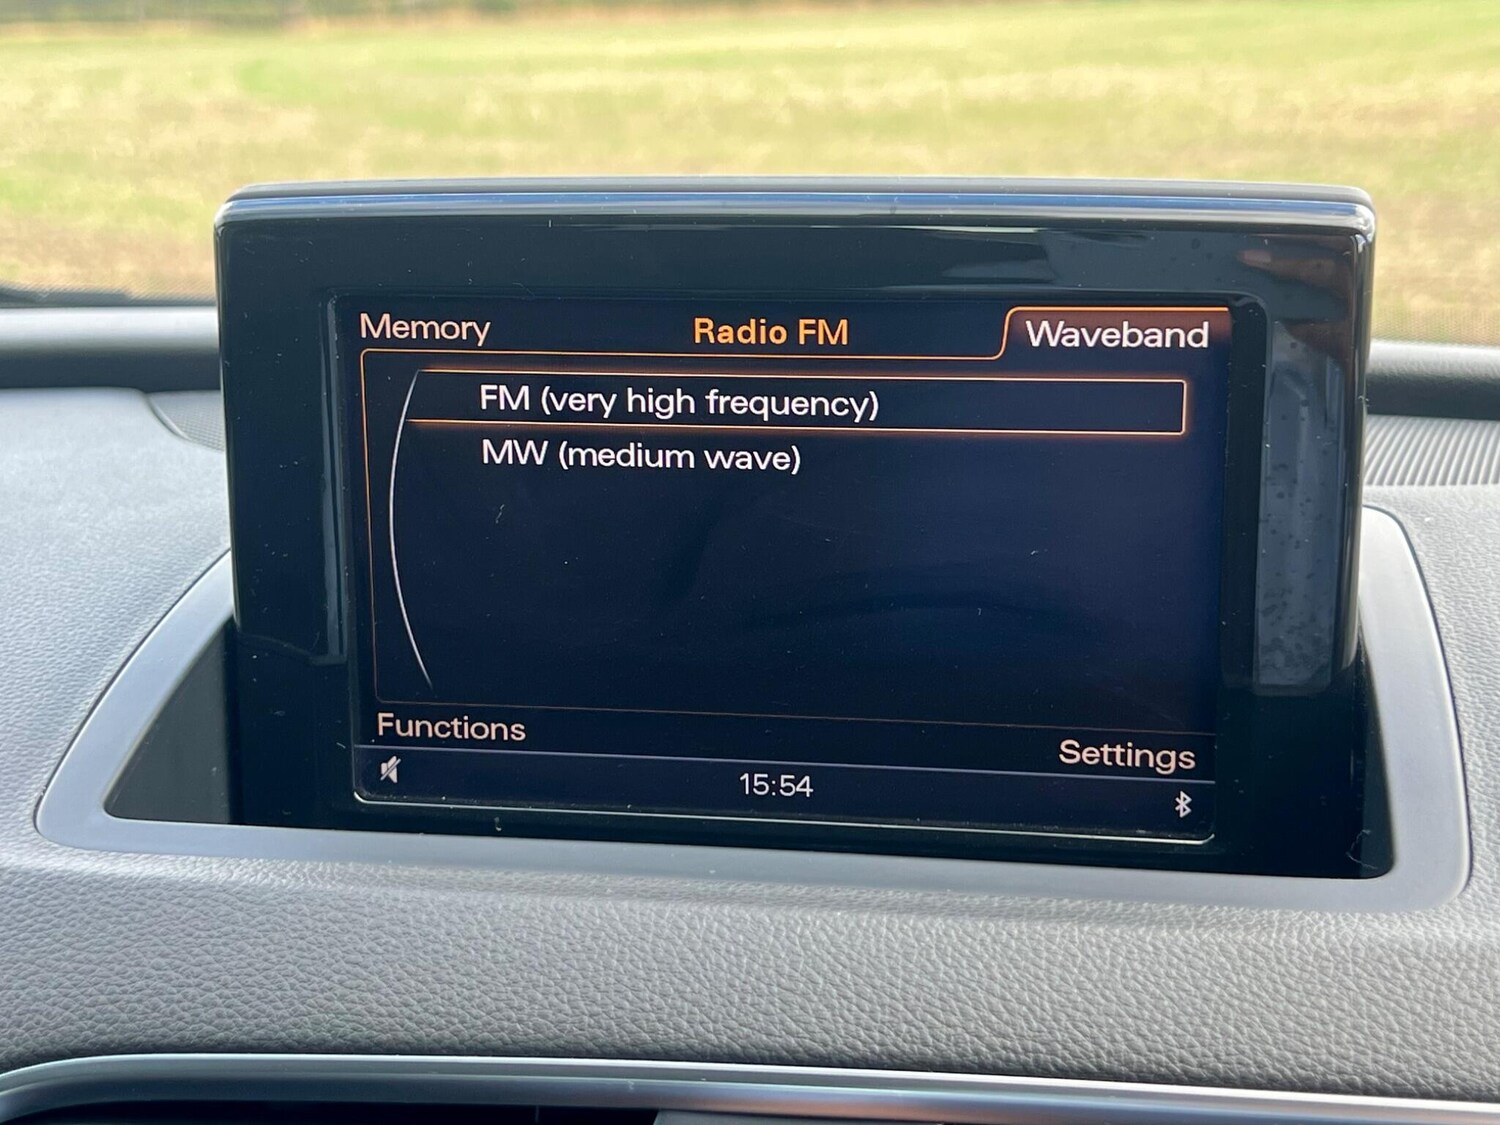 Memory
Radio FM
Waveband
FM (very high frequency)
MW (medium wave)
Functions
Settings
15:54